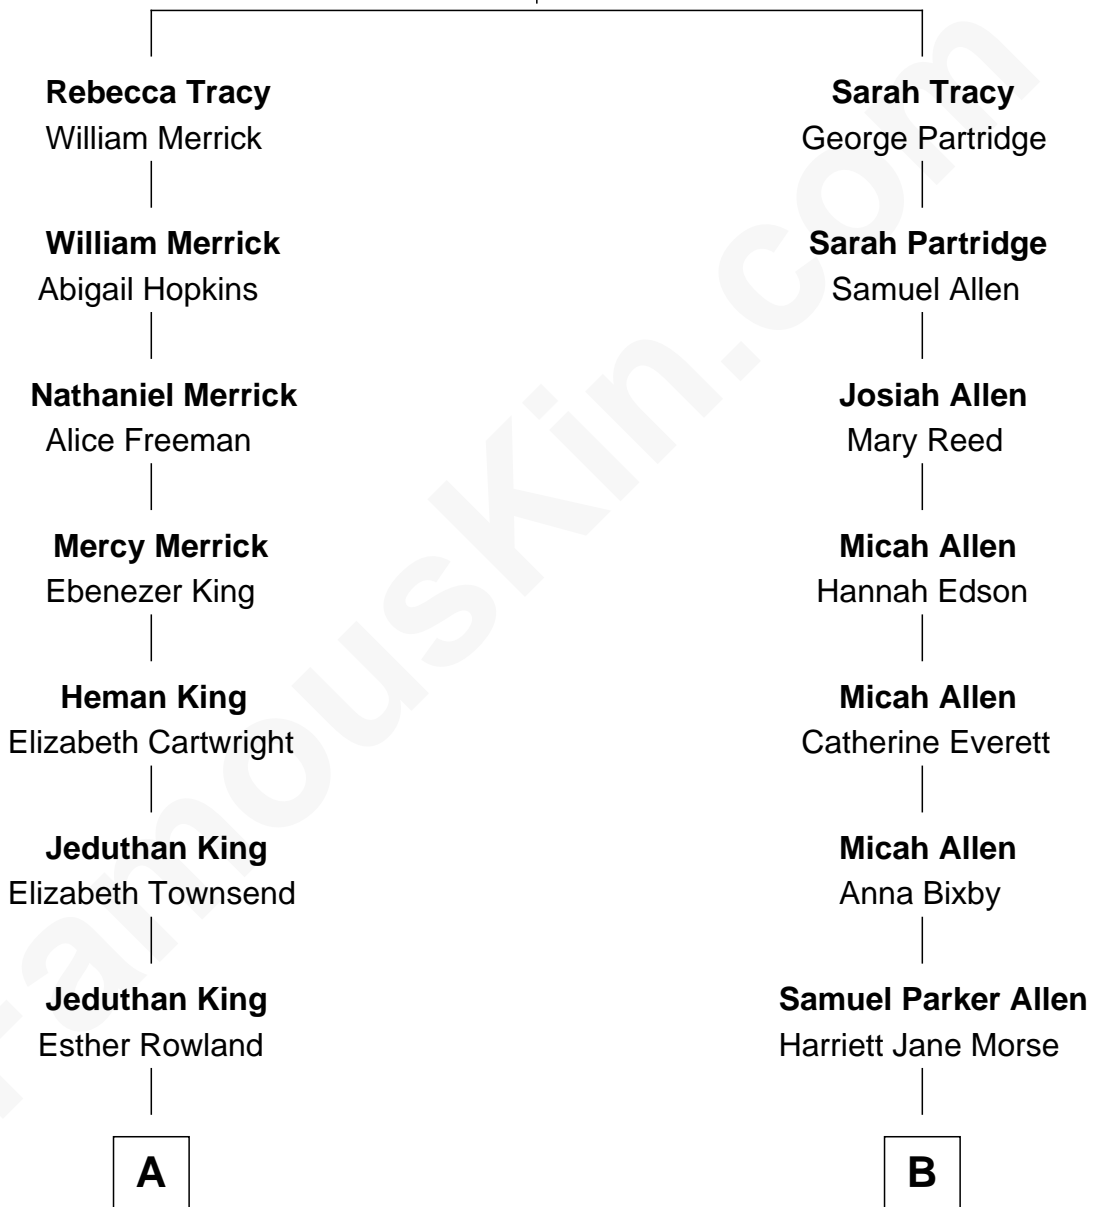 Rebecca Tracy
William Merrick
William Merrick
Abigail Hopkins
Nathaniel Merrick
Alice Freeman
Mercy Merrick
Ebenezer King
Heman King
Elizabeth Cartwright
Jeduthan King
Elizabeth Townsend
Jeduthan King
Esther Rowland
A
Sarah Tracy
George Partridge
Sarah Partridge
Samuel Allen
Josiah Allen
Mary Reed
Micah Allen
Hannah Edson
Micah Allen
Catherine Everett
Micah Allen
Anna Bixby
Samuel Parker Allen
Harriett Jane Morse
B
FamousKin.com